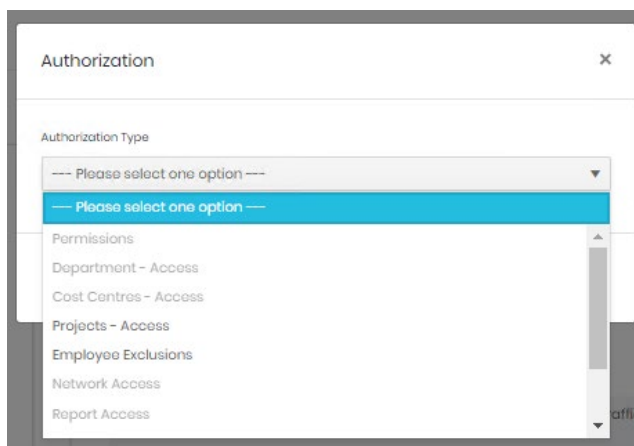 Authorization ×
Authorization Type
--- Please select one option ---
--- Please select one option ---
Permissions
Department - Access
Cost Centres - Access
Projects - Access
Employee Exclusions
Network Access
Report Access